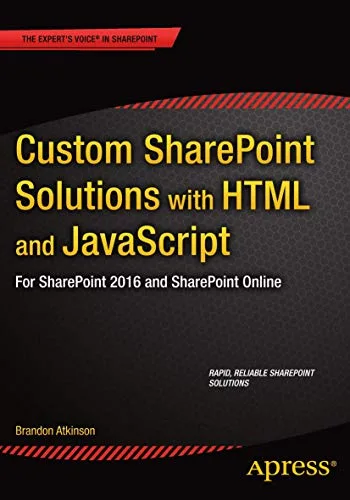 THE EXPERT'S VOICE® IN SHAREPOINT
Custom SharePoint
Solutions with HTML
and JavaScript
For SharePoint 2016 and SharePoint Online
RAPID, RELIABLE SHAREPOINT
SOLUTIONS
Brandon Atkinson
Apress®